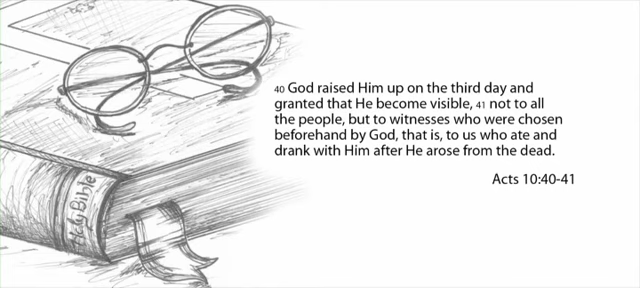 Holy Bible
40 God raised Him up on the third day and
granted that He become visible, 41 not to all
the people, but to witnesses who were chosen
beforehand by God, that is, to us who ate and
drank with Him after He arose from the dead.
Acts 10:40-41